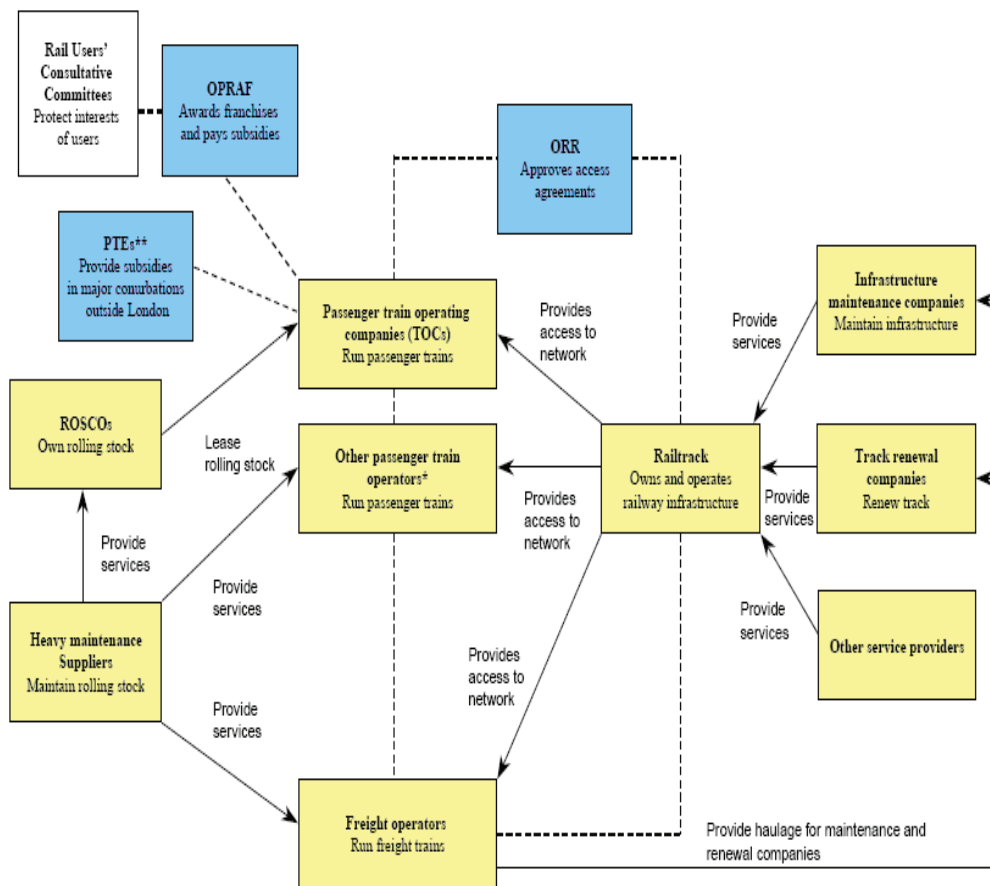 Rail Users'
Consultative
Committees
Protect interests
of users
OPRAF
Awards franchises
and pays subsidies
ORR
Approves access
agreements
PTEs**
Provide subsidies
in major conurbations
outside London
Passenger train operating
companies (TOCs)
Run passenger trains
Provides
access to
network
Provide
services
Infrastructure
maintenance companies
Maintain infrastructure
ROSCOs
Own rolling stock
Lease
rolling stock
Other passenger train
operators*
Run passenger trains
Provides
access to
network
Railtrack
Owns and operates
railway infrastructure
Provide
services
Track renewal
companies
Renew track
Provide
services
Provide
services
Heavy maintenance
Suppliers
Maintain rolling stock
Provide
services
Provides
access to
network
Provide
services
Other service providers
Freight operators
Run freight trains
Provide haulage for maintenance and
renewal companies